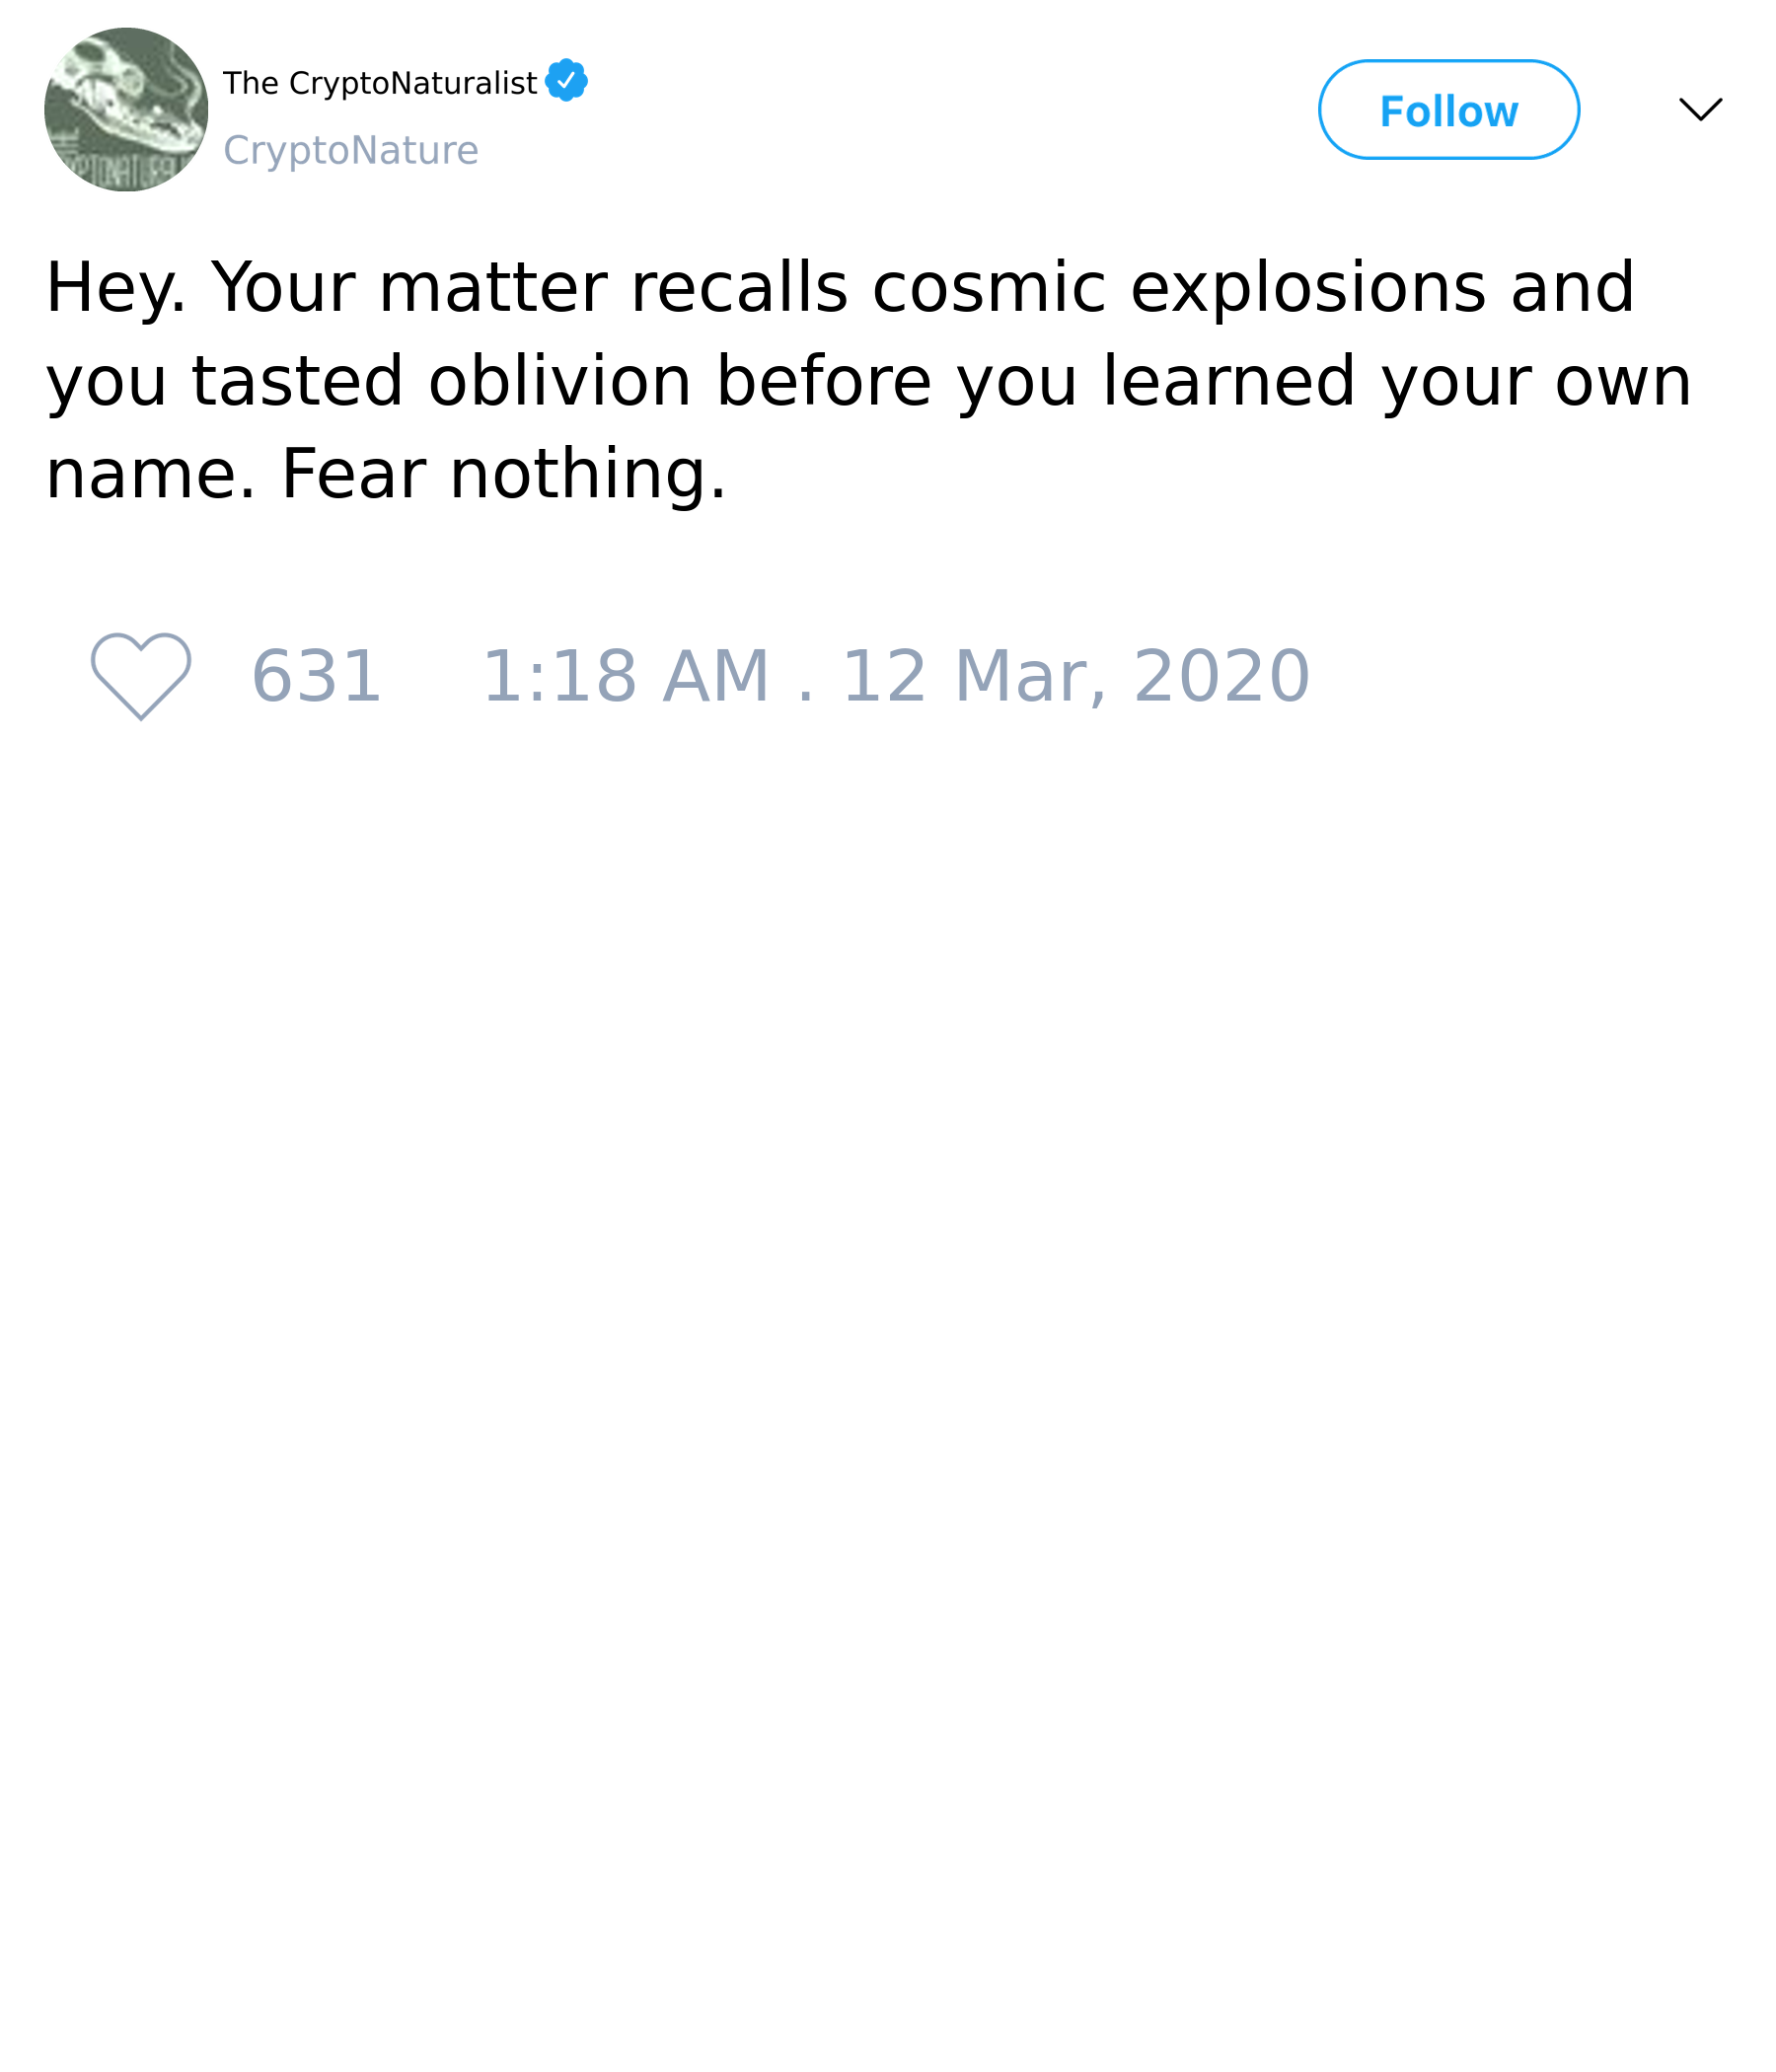 The CryptoNaturalist
CryptoNature
Follow
Hey. Your matter recalls cosmic explosions and
you tasted oblivion before you learned your own
name. Fear nothing.
631 1:18 AM . 12 Mar, 2020